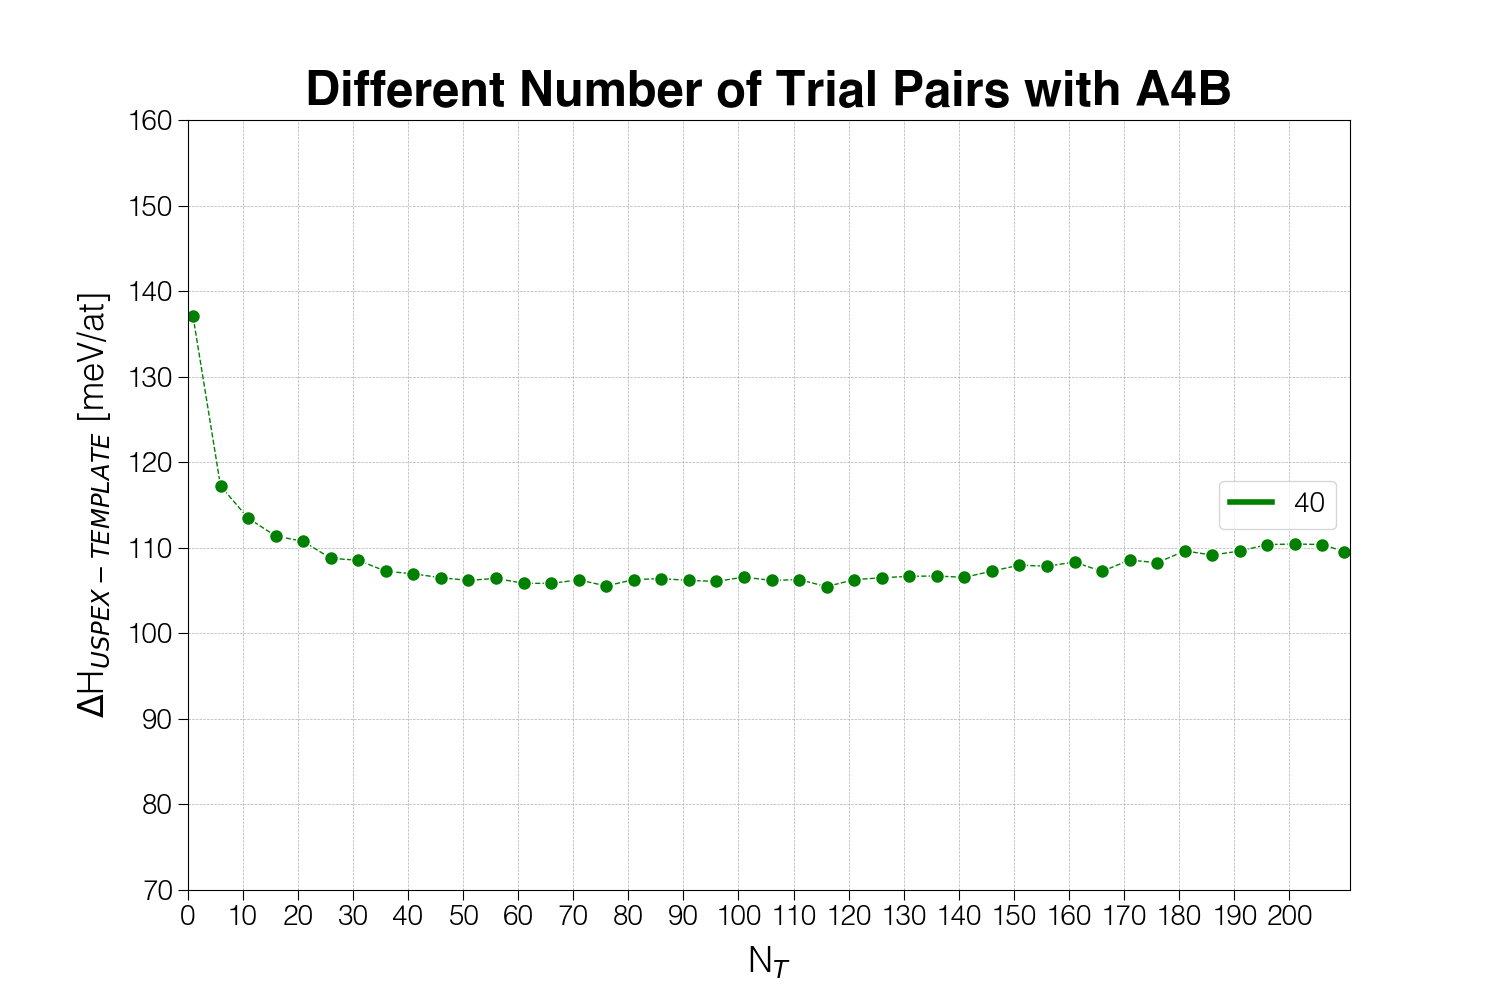 Different Number of Trial Pairs with A4B
160
150
140
130
120
110
100
90
80
70
ΔH_{USPEX − TEMPLATE} [meV/at]
40
0 10 20 30 40 50 60 70 80 90 100 110 120 130 140 150 160 170 180 190 200
N_T